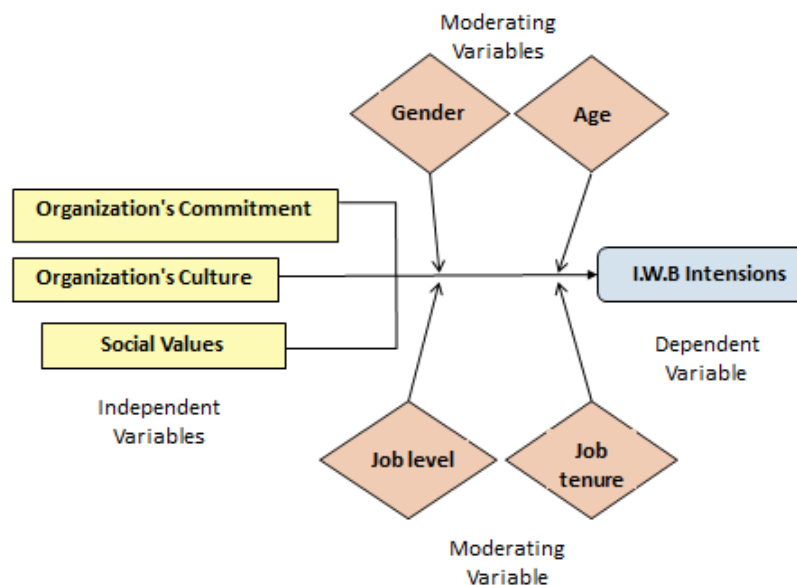 Moderating
Variables
Gender
Age
Organization's Commitment
Organization's Culture
I.W.B Intensions
Social Values
Dependent
Variable
Independent
Variables
Job level
Job
tenure
Moderating
Variable